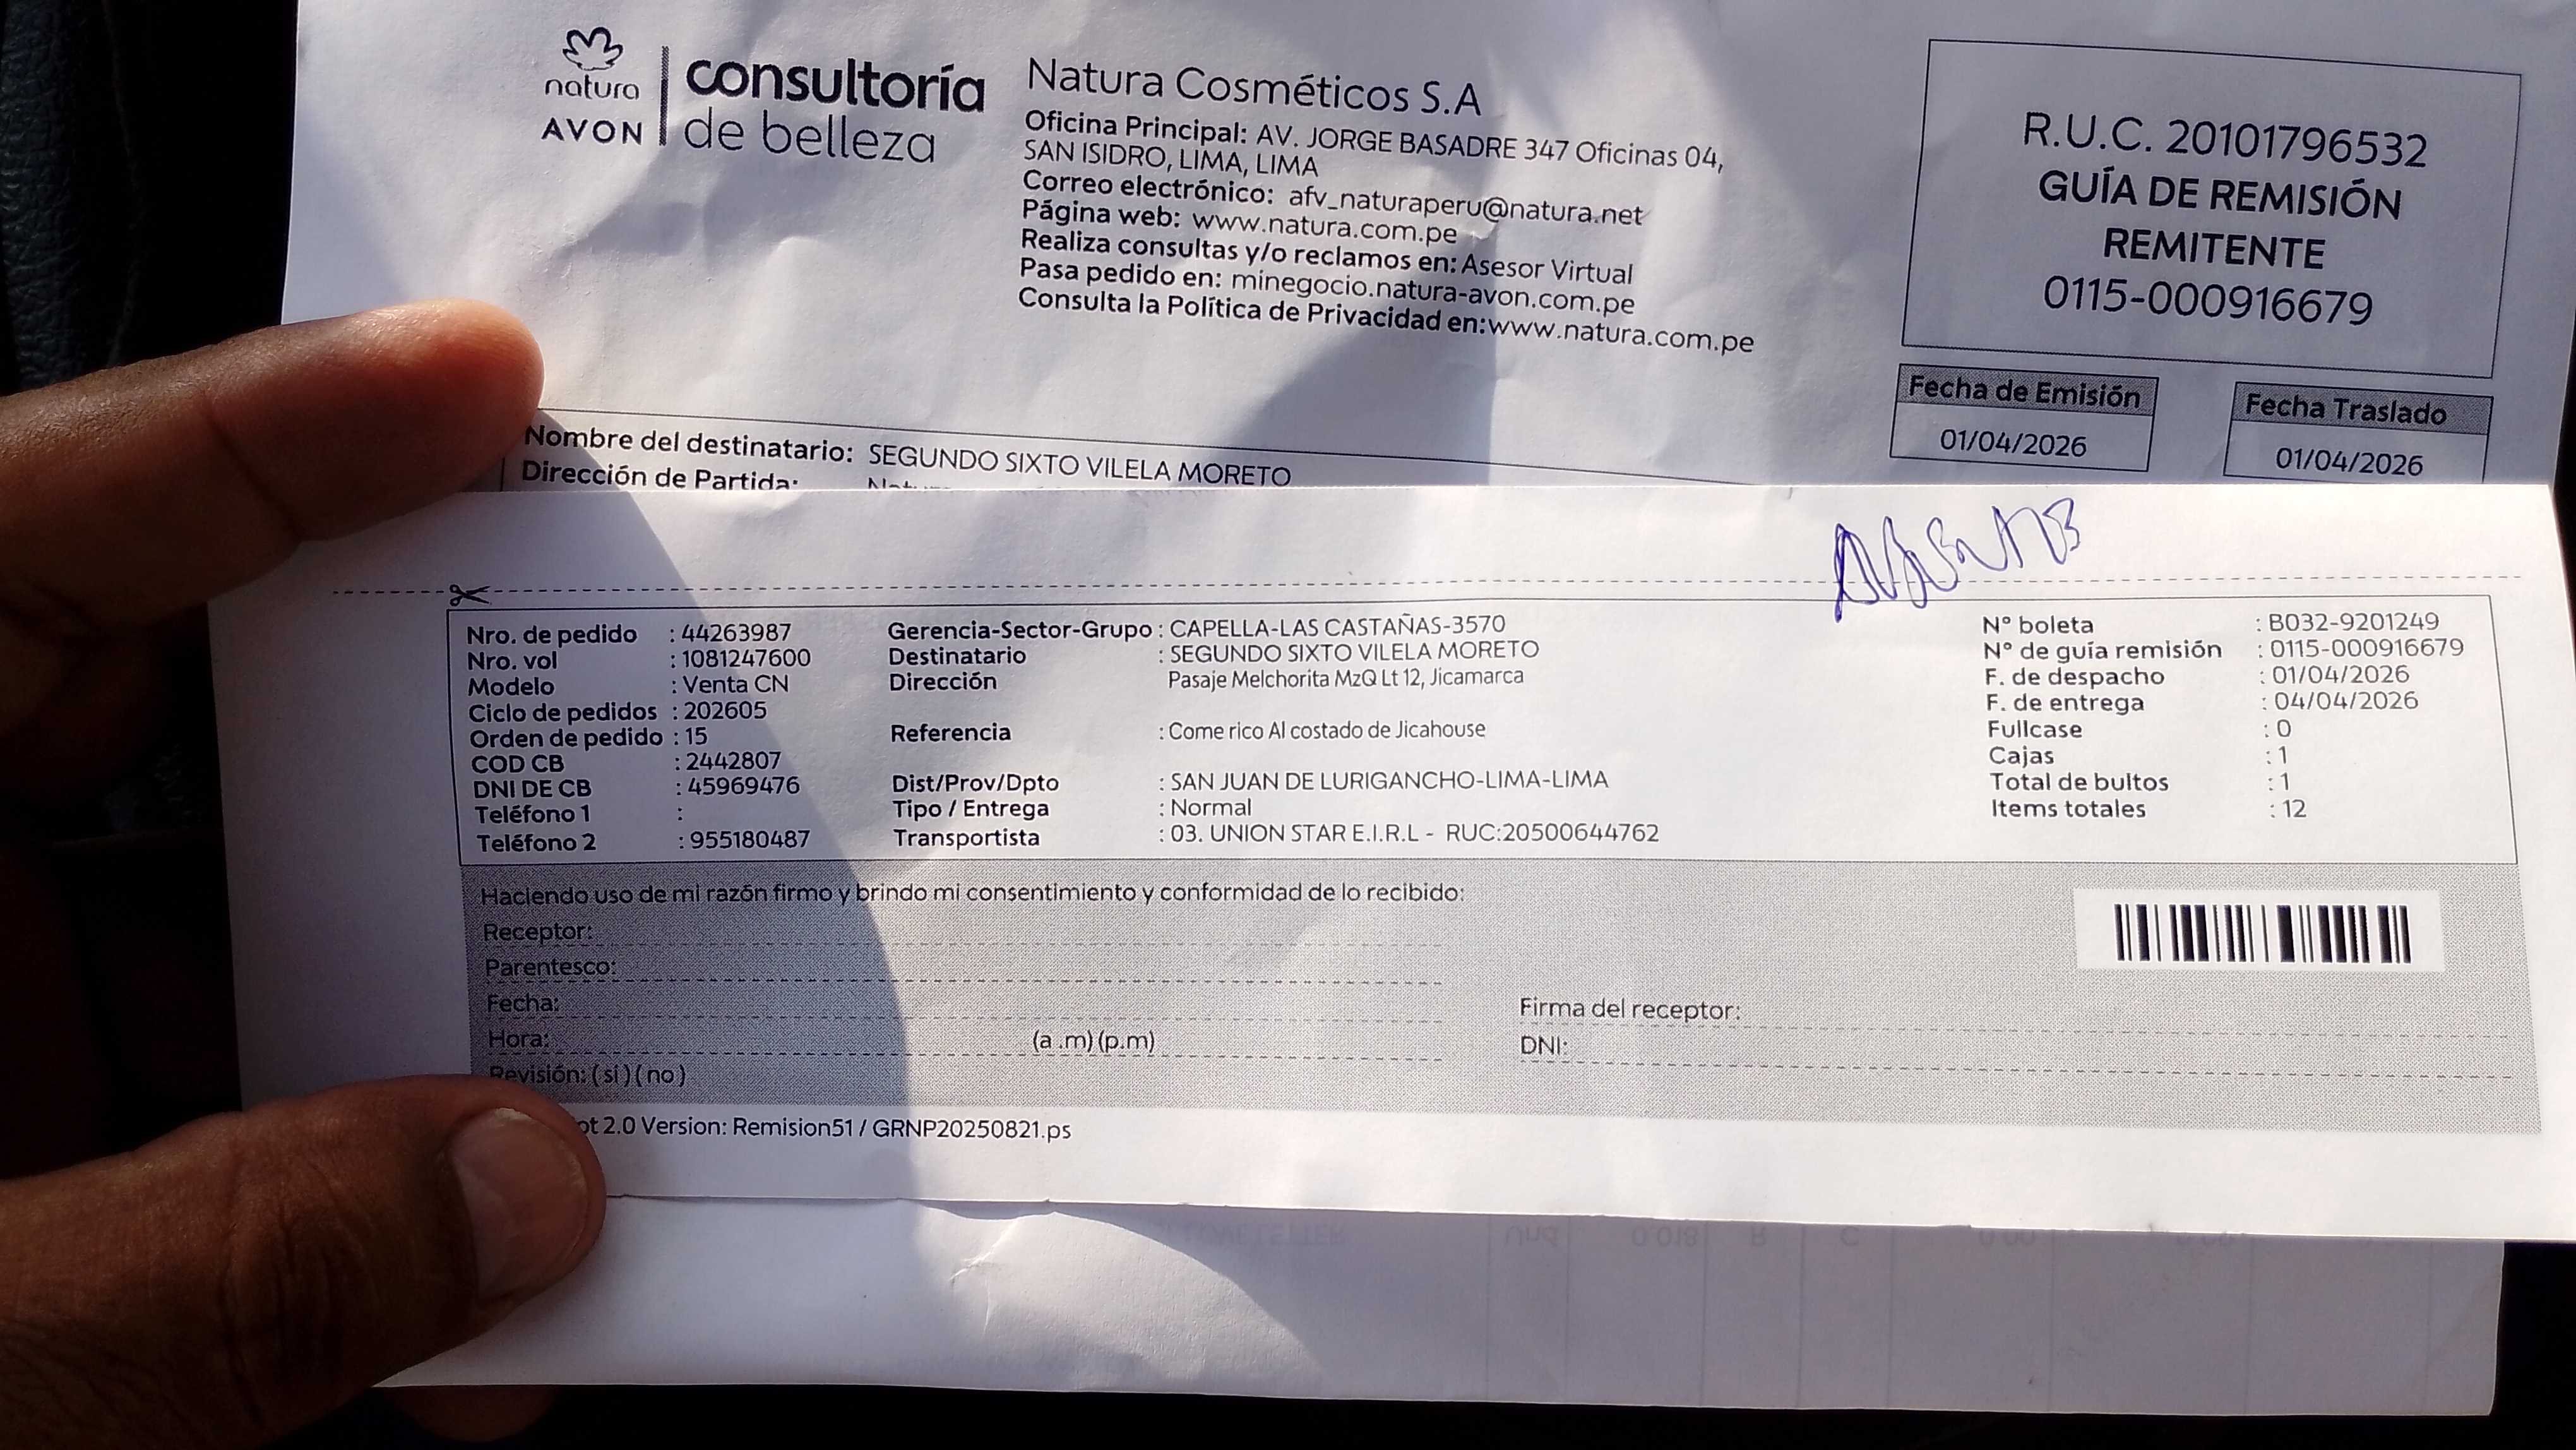 natura
AVON
consultoría
de belleza
Natura Cosméticos S.A
Oficina Principal: AV. JORGE BASADRE 347 Oficinas 04,
SAN ISIDRO, LIMA, LIMA
Correo electrónico: afv_naturaperu@natura.net
Página web: www.natura.com.pe
Realiza consultas y/o reclamos en: Asesor Virtual
Pasa pedido en: minegocio.natura-avon.com.pe
Consulta la Política de Privacidad en:www.natura.com.pe
R.U.C. 20101796532
GUÍA DE REMISIÓN
REMITENTE
0115-000916679
Fecha de Emisión
01/04/2026
Fecha Traslado
01/04/2026
Nombre del destinatario: SEGUNDO SIXTO VILELA MORETO
Dirección de Partida:
Nro. de pedido : 44263987
Nro. vol : 1081247600
Modelo : Venta CN
Ciclo de pedidos : 202605
Orden de pedido : 15
COD CB : 2442807
DNI DE CB : 45969476
Teléfono 1 :
Teléfono 2 : 955180487
Gerencia-Sector-Grupo : CAPELLA-LAS CASTAÑAS-3570
Destinatario : SEGUNDO SIXTO VILELA MORETO
Dirección Pasaje Melchorita MzQ Lt 12, Jicamarca
Referencia : Come rico Al costado de Jicahouse
Dist/Prov/Dpto : SAN JUAN DE LURIGANCHO-LIMA-LIMA
Tipo / Entrega : Normal
Transportista : 03. UNION STAR E.I.R.L - RUC:20500644762
N° boleta : B032-9201249
N° de guía remisión : 0115-000916679
F. de despacho : 01/04/2026
F. de entrega : 04/04/2026
Fullcase : 0
Cajas : 1
Total de bultos : 1
Items totales : 12
Haciendo uso de mi razón firmo y brindo mi consentimiento y conformidad de lo recibido:
Receptor:
Parentesco:
Fecha:
Hora: (a .m) (p.m)
Revisión: ( si ) ( no )
Firma del receptor:
DNI:
2.0 Version: Remision51 / GRNP20250821.ps